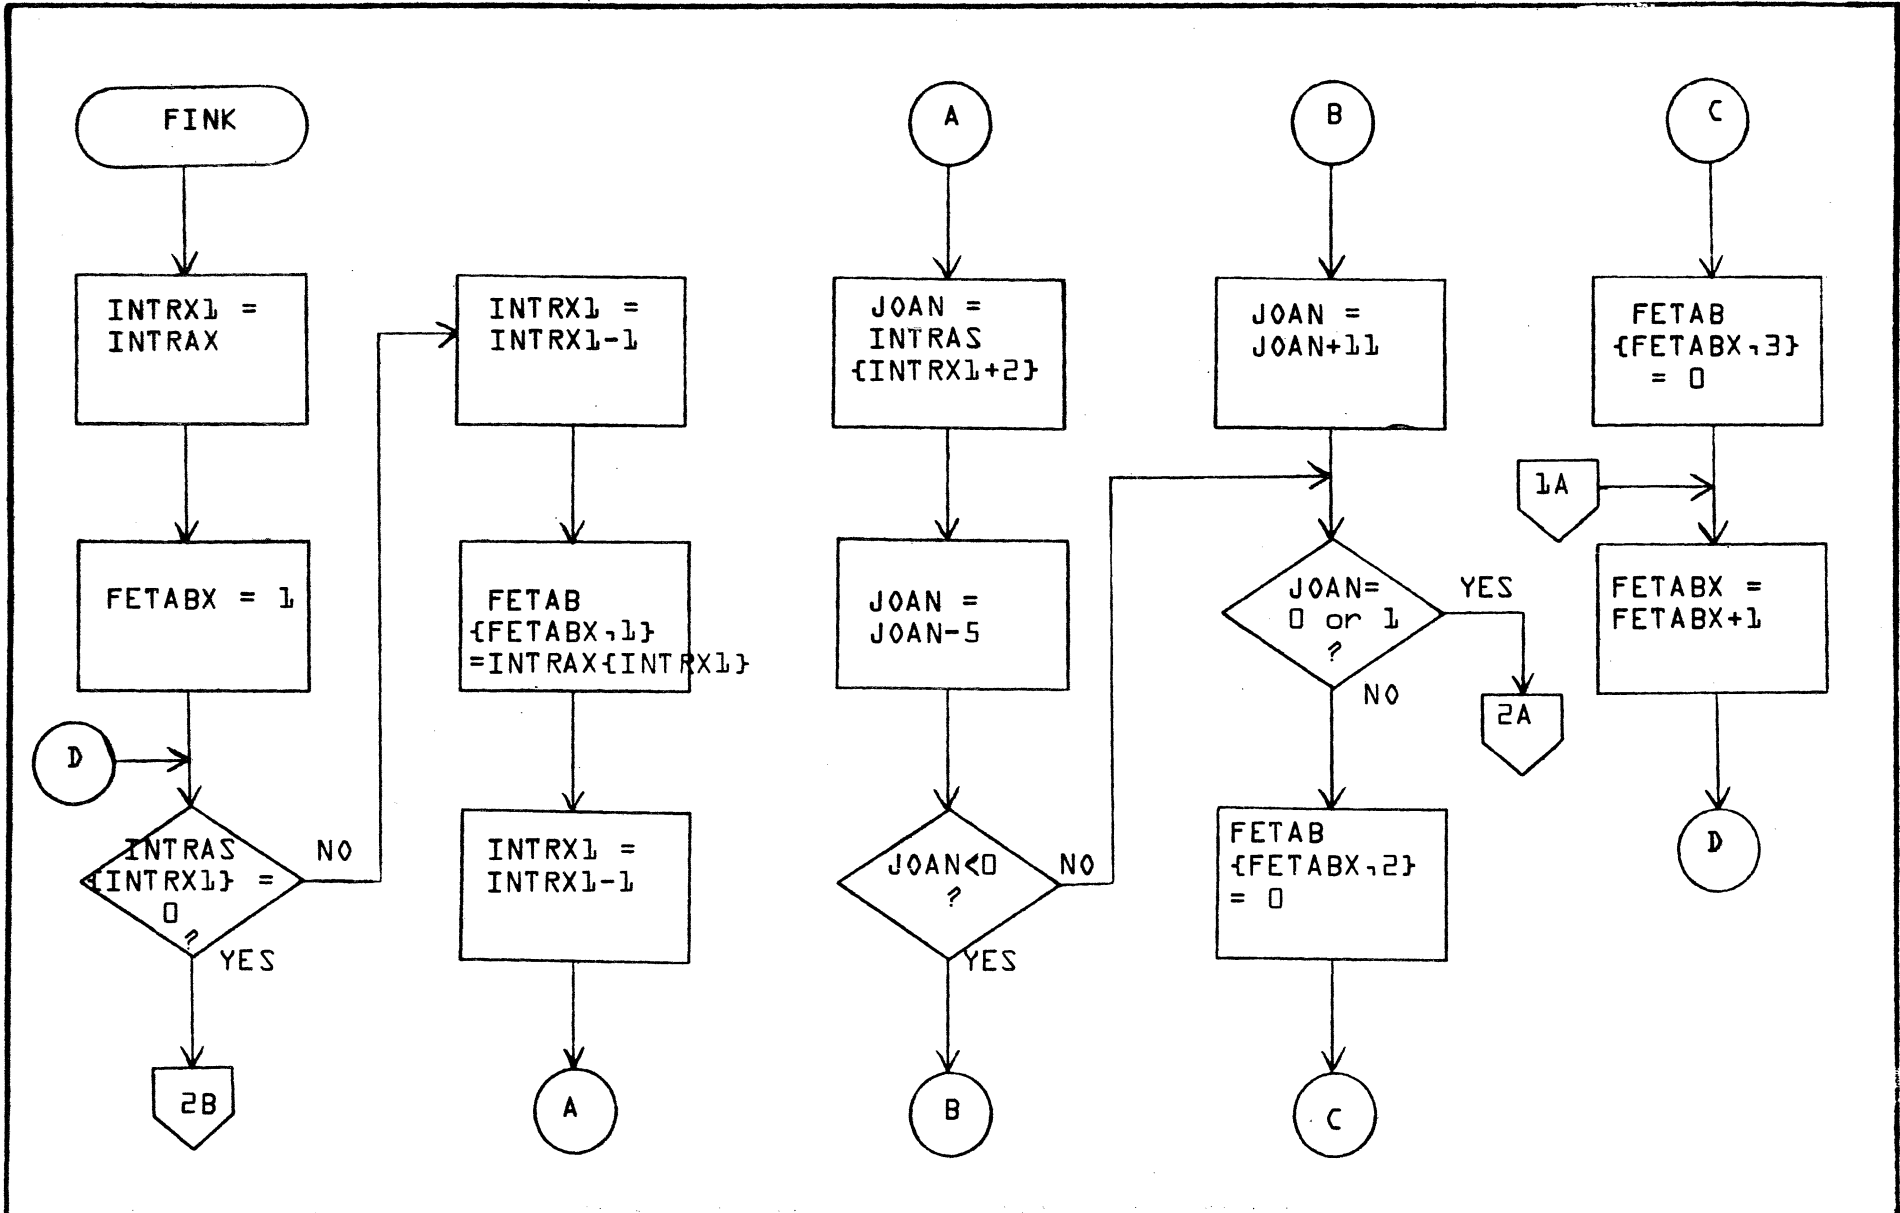 FINK
INTRX1 =
INTRAX
FETABX = 1
D
INTRAS
{INTRX1} =
0
?
NO
YES
2B
INTRX1 =
INTRX1-1
FETAB
{FETABX,1}
=INTRAX{INTRX1}
INTRX1 =
INTRX1-1
A
A
JOAN =
INTRAS
{INTRX1+2}
JOAN =
JOAN-5
JOAN<0
?
NO
YES
B
B
JOAN =
JOAN+11
JOAN=
0 or 1
?
YES
NO
2A
FETAB
{FETABX,2}
= 0
C
C
FETAB
{FETABX,3}
= 0
1A
FETABX =
FETABX+1
D